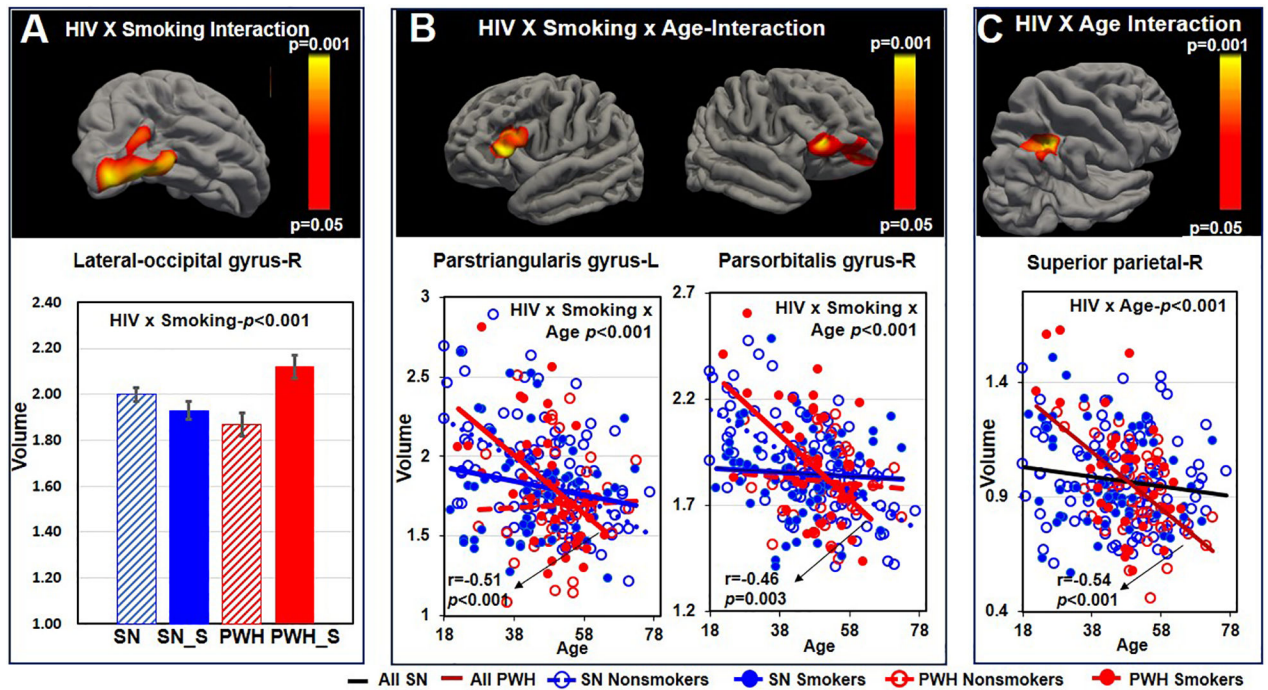 A
HIV X Smoking Interaction
p=0.001
p=0.05
Lateral-occipital gyrus-R
HIV x Smoking-p<0.001
Volume
2.40
2.20
2.00
1.80
1.60
1.40
1.20
1.00
SN SN_S PWH PWH_S
B
HIV X Smoking x Age-Interaction
p=0.001
p=0.05
Parstriangularis gyrus-L
HIV x Smoking x
Age p<0.001
Volume
3
2.5
2
1.5
1
r=-0.51
p<0.001
18 38 58 78
Age
Parsorbitalis gyrus-R
HIV x Smoking x
Age p<0.001
2.7
2.2
1.7
1.2
r=-0.46
p=0.003
18 38 58 78
Age
C
HIV X Age Interaction
p=0.001
p=0.05
Superior parietal-R
HIV x Age-p<0.001
Volume
1.4
0.9
0.4
r=-0.54
p<0.001
18 38 58 78
Age
All SN All PWH SN Nonsmokers SN Smokers PWH Nonsmokers PWH Smokers